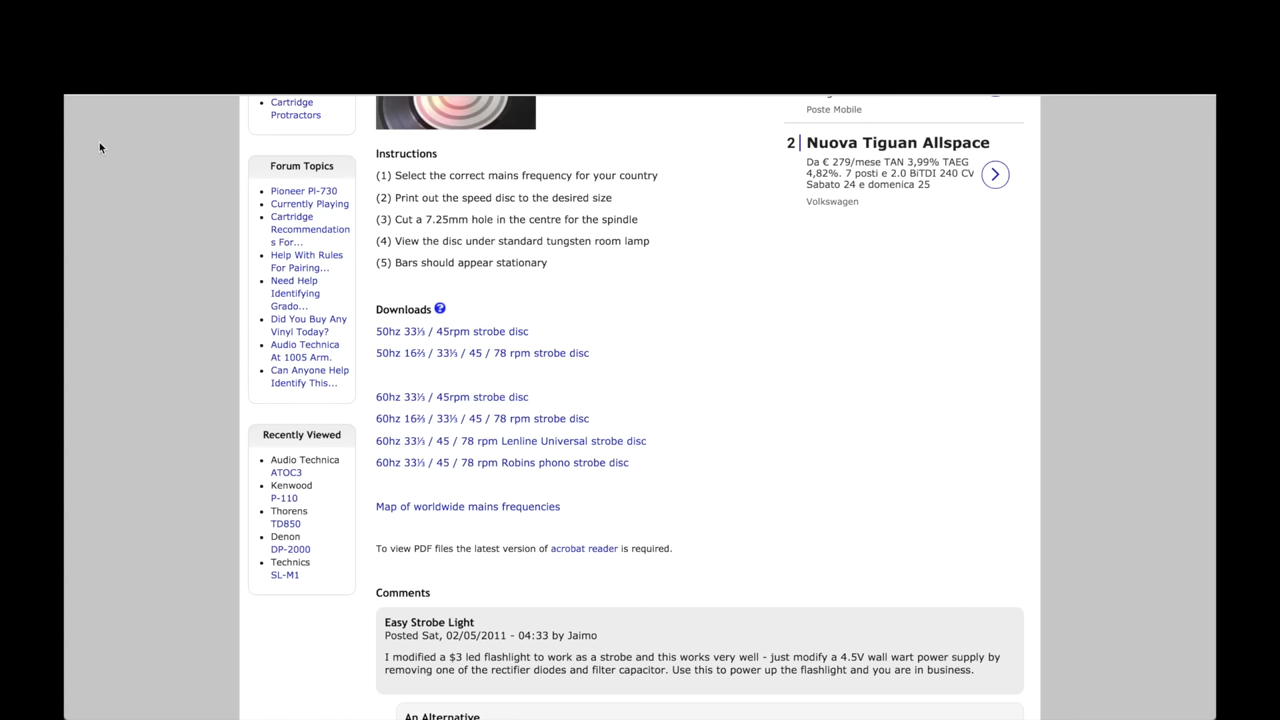 Cartridge
Protractors
Forum Topics
Pioneer Pl-730
Currently Playing
Cartridge
Recommendation
s For...
Help With Rules
For Pairing...
Need Help
Identifying
Grado...
Did You Buy Any
Vinyl Today?
Audio Technica
At 1005 Arm.
Can Anyone Help
Identify This...
Recently Viewed
Audio Technica
ATOC3
Kenwood
P-110
Thorens
TD850
Denon
DP-2000
Technics
SL-M1
Instructions
(1) Select the correct mains frequency for your country
(2) Print out the speed disc to the desired size
(3) Cut a 7.25mm hole in the centre for the spindle
(4) View the disc under standard tungsten room lamp
(5) Bars should appear stationary
Downloads ?
50hz 33⅓ / 45rpm strobe disc
50hz 16⅔ / 33⅓ / 45 / 78 rpm strobe disc
60hz 33⅓ / 45rpm strobe disc
60hz 16⅔ / 33⅓ / 45 / 78 rpm strobe disc
60hz 33⅓ / 45 / 78 rpm Lenline Universal strobe disc
60hz 33⅓ / 45 / 78 rpm Robins phono strobe disc
Map of worldwide mains frequencies
To view PDF files the latest version of acrobat reader is required.
Comments
Easy Strobe Light
Posted Sat, 02/05/2011 - 04:33 by Jaimo
I modified a $3 led flashlight to work as a strobe and this works very well - just modify a 4.5V wall wart power supply by
removing one of the rectifier diodes and filter capacitor. Use this to power up the flashlight and you are in business.
An Alternative
Poste Mobile
2 Nuova Tiguan Allspace
Da € 279/mese TAN 3,99% TAEG
4,82%. 7 posti e 2.0 BiTDI 240 CV
Sabato 24 e domenica 25
Volkswagen